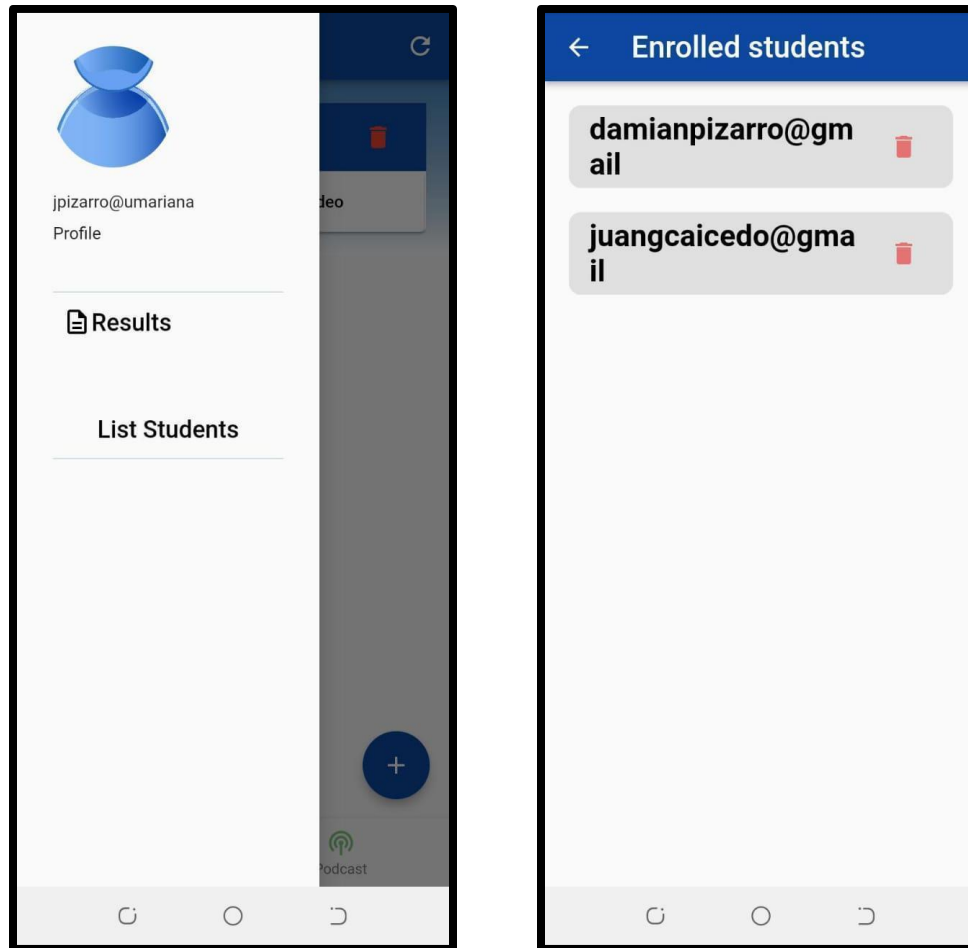 jpizarro@umariana
Profile
Results
List Students
deo
Podcast
Enrolled students
damianpizarro@gm
ail
juangcaicedo@gma
il